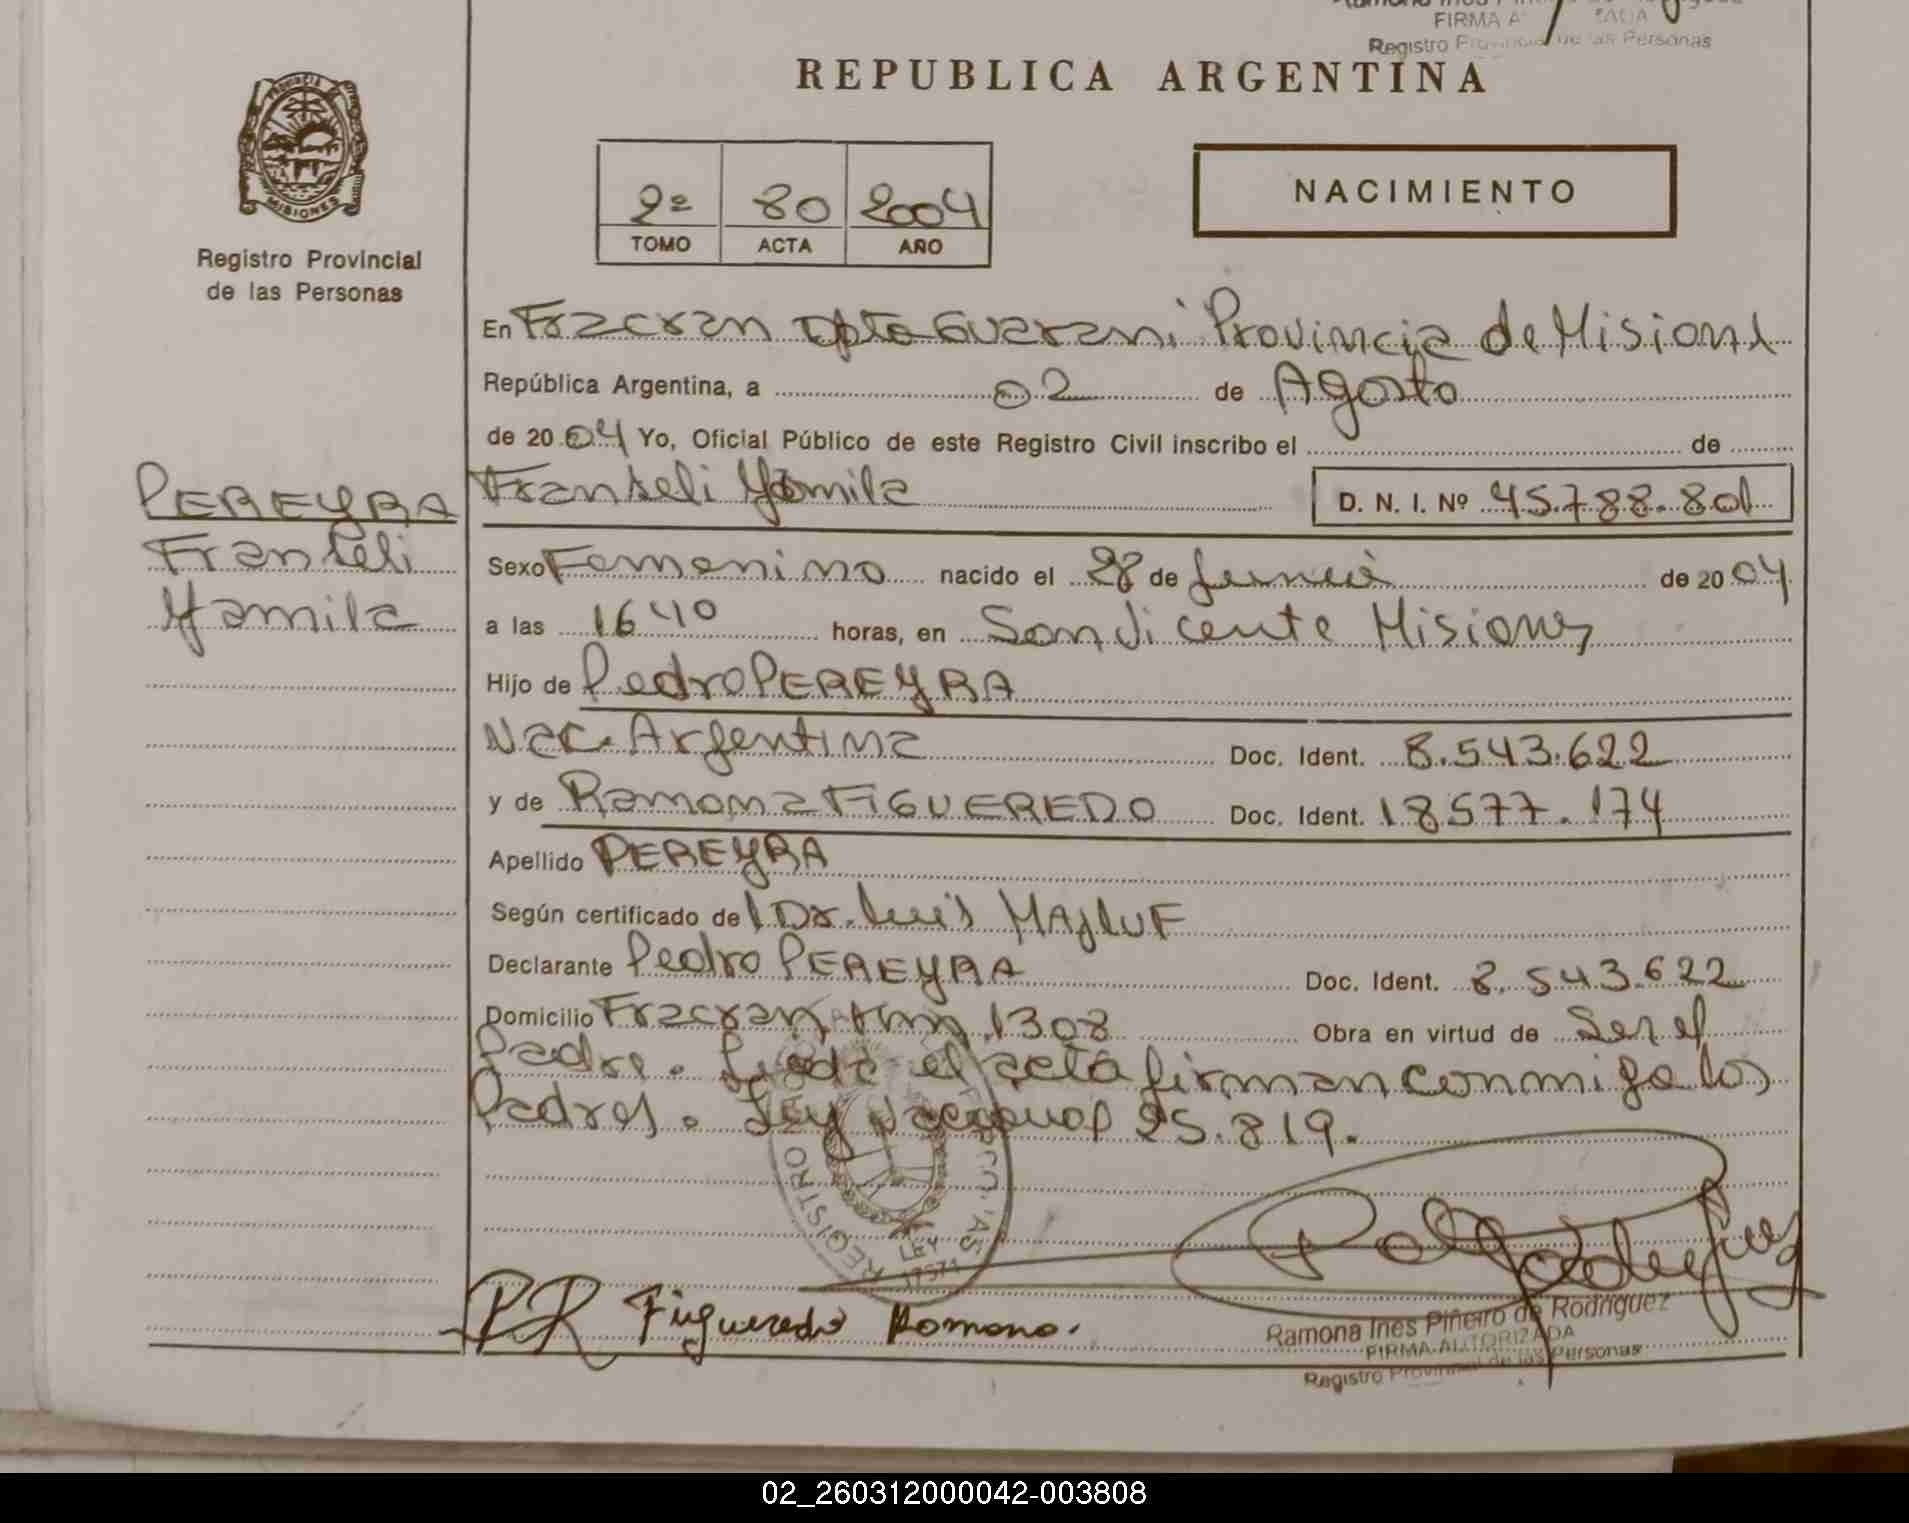 FIRMA A
Registro Provincial de las Personas
REPUBLICA ARGENTINA
PROVINCIA DE
MISIONES
Registro Provincial
de las Personas
2º 80 2004
TOMO ACTA AÑO
NACIMIENTO
En Fracran Dpto Guarani Provincia de Misiones
República Argentina, a 02 de Agosto
de 2004 Yo, Oficial Público de este Registro Civil inscribo el de
Frankeli Yamila D. N. I. Nº 45.788.801
PEREYRA
Frankeli
Yamila
Sexo Femenino nacido el 28 de Junio de 2004
a las 1640 horas, en San Vicente Misiones
Hijo de Pedro PEREYRA
Nac. Argentina Doc. Ident. 8.543.622
y de Ramona FIGUEREDO Doc. Ident. 18577.174
Apellido PEREYRA
Según certificado del Dr. Luis MAJLUF
Declarante Pedro PEREYRA Doc. Ident. 8.543.622
Domicilio Fracran Km 1308 Obra en virtud de Ser el
Padre. Leida el acta firman conmigo los
Padres. Ley 25.819.
REGISTRO
LEY
17571
PR Figueredo Romono.
Ramona Ines Piñeiro de Rodriguez
FIRMA AUTORIZADA
Registro Provincial de las Personas
02_260312000042-003808